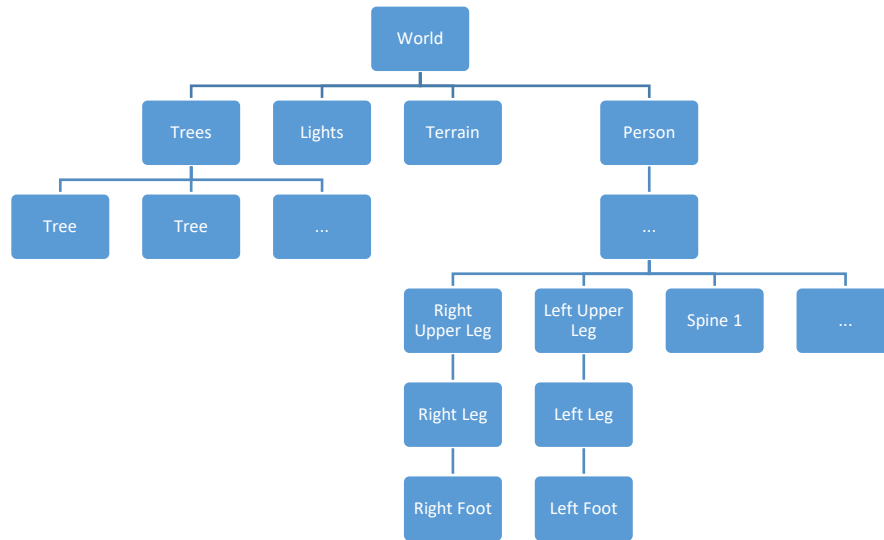 World
Trees
Lights
Terrain
Person
Tree
Tree
...
...
Right
Upper Leg
Left Upper
Leg
Spine 1
...
Right Leg
Left Leg
Right Foot
Left Foot